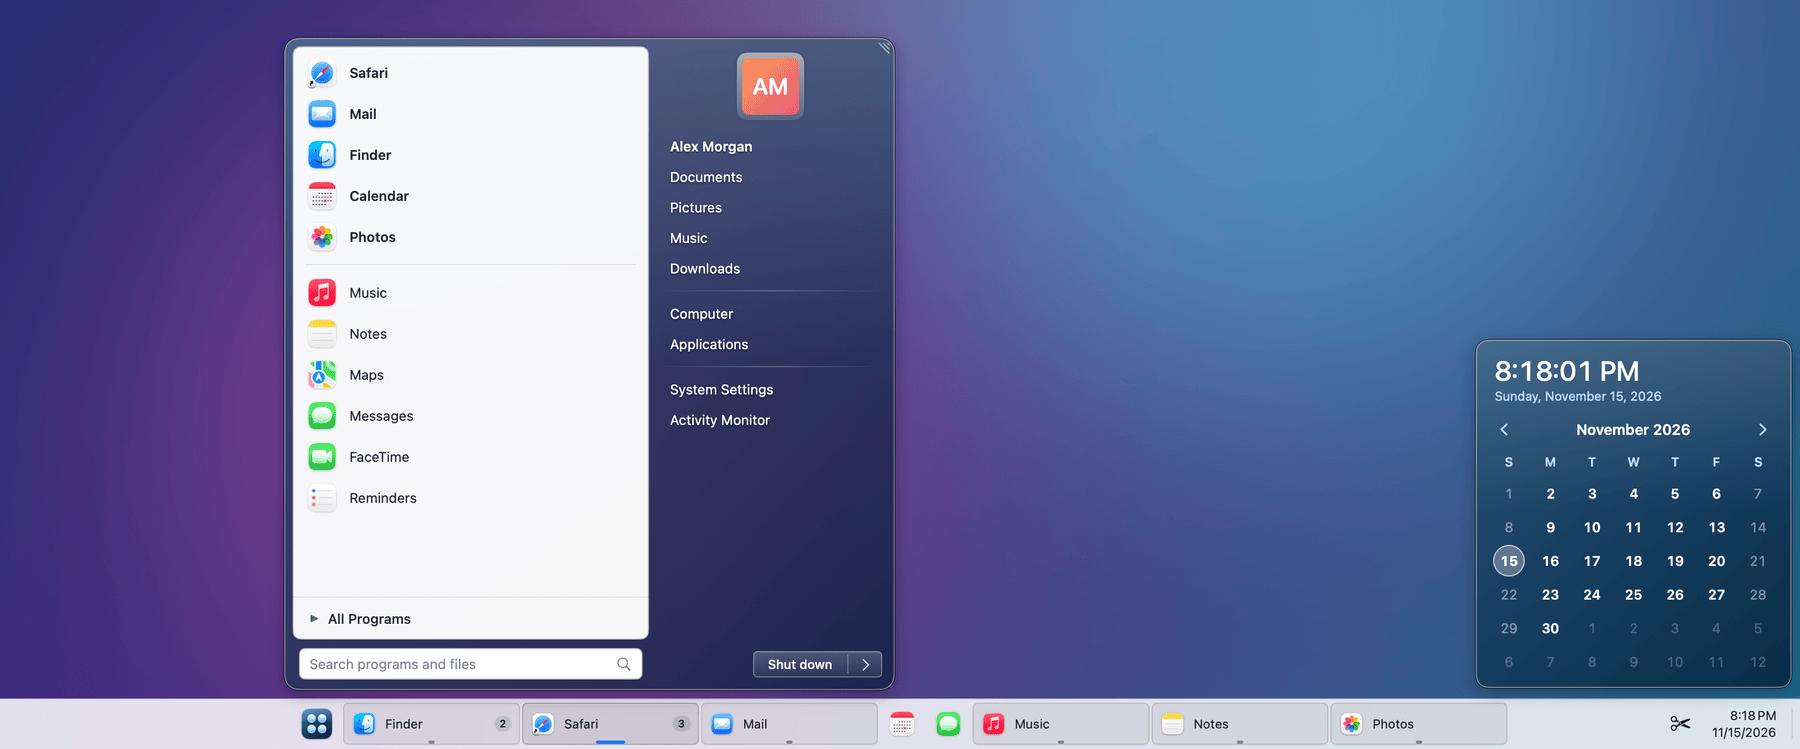 Safari
Mail
Finder
Calendar
Photos
Music
Notes
Maps
Messages
FaceTime
Reminders
All Programs
Search programs and files
AM
Alex Morgan
Documents
Pictures
Music
Downloads
Computer
Applications
System Settings
Activity Monitor
Shut down
8:18:01 PM
Sunday, November 15, 2026
November 2026
S M T W T F S
1 2 3 4 5 6 7
8 9 10 11 12 13 14
15 16 17 18 19 20 21
22 23 24 25 26 27 28
29 30 1 2 3 4 5
6 7 8 9 10 11 12
Finder 2
Safari 3
Mail
Music
Notes
Photos
8:18 PM
11/15/2026